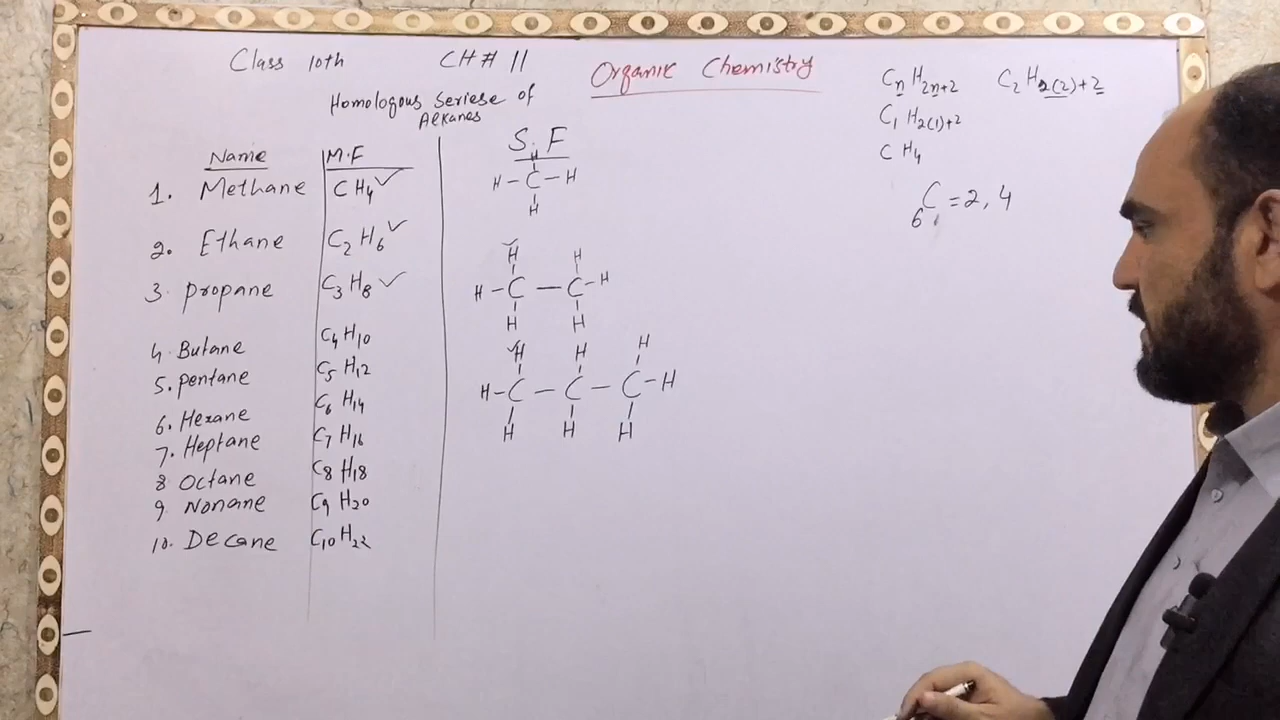 Class 10th CH # 11 Organic Chemistry
Homologous Seriese of
Alkanes
Name M.F S.F
1. Methane CH4 ✓
2. Ethane C2H6 ✓
3. Propane C3H8 ✓
4. Butane C4H10
5. Pentane C5H12
6. Hexane C6H14
7. Heptane C7H16
8 Octane C8H18
9 Nonane C9H20
10. Decane C10H22
H
H-C-H
H
H H
H-C-C-H
H H
H H H
H-C-C-C-H
H H H
CnH2n+2 C2H2(2)+2
C1H2(1)+2
CH4
6C = 2, 4